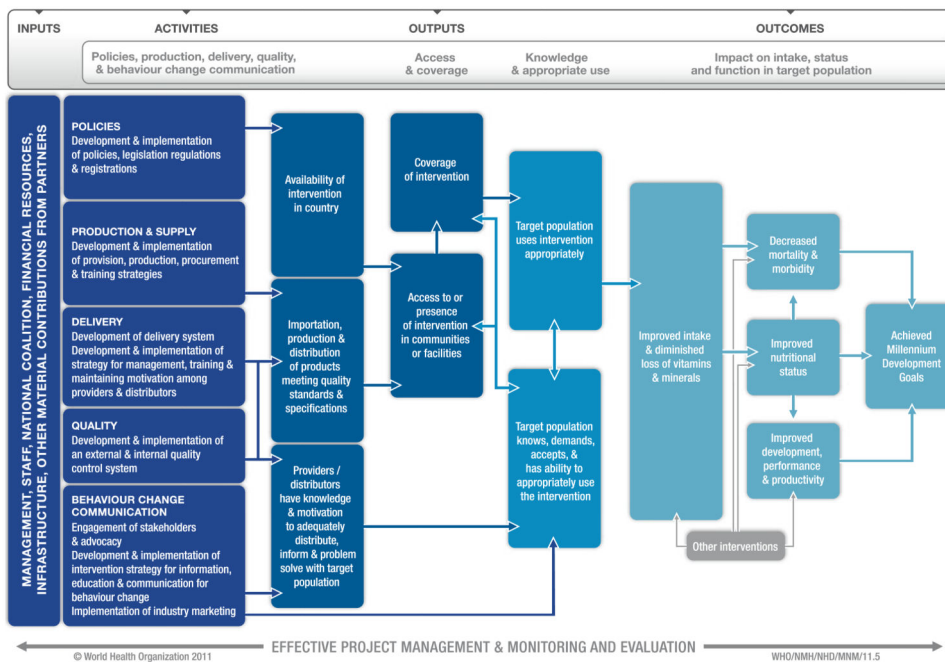 INPUTS
ACTIVITIES
OUTPUTS
OUTCOMES
Policies, production, delivery, quality,
& behaviour change communication
Access
& coverage
Knowledge
& appropriate use
Impact on intake, status
and function in target population
MANAGEMENT, STAFF, NATIONAL COALITION, FINANCIAL RESOURCES,
INFRASTRUCTURE, OTHER MATERIAL CONTRIBUTIONS FROM PARTNERS
POLICIES
Development & implementation
of policies, legislation regulations
& registrations
PRODUCTION & SUPPLY
Development & implementation
of provision, production, procurement
& training strategies
DELIVERY
Development of delivery system
Development & implementation of
strategy for management, training &
maintaining motivation among
providers & distributors
QUALITY
Development & implementation of
an external & internal quality
control system
BEHAVIOUR CHANGE
COMMUNICATION
Engagement of stakeholders
& advocacy
Development & implementation of
intervention strategy for information,
education & communication for
behaviour change
Implementation of industry marketing
Availability of
intervention
in country
Importation,
production &
distribution
of products
meeting quality
standards &
specifications
Providers /
distributors
have knowledge
& motivation
to adequately
distribute,
inform & problem
solve with target
population
Coverage
of intervention
Access to or
presence
of intervention
in communities
or facilities
Target population
uses intervention
appropriately
Target population
knows, demands,
accepts, &
has ability to
appropriately use
the intervention
Improved intake
& diminished
loss of vitamins
& minerals
Decreased
mortality &
morbidity
Improved
nutritional
status
Improved
development,
performance
& productivity
Other interventions
Achieved
Millennium
Development
Goals
EFFECTIVE PROJECT MANAGEMENT & MONITORING AND EVALUATION
© World Health Organization 2011
WHO/NMH/NHD/MNM/11.5